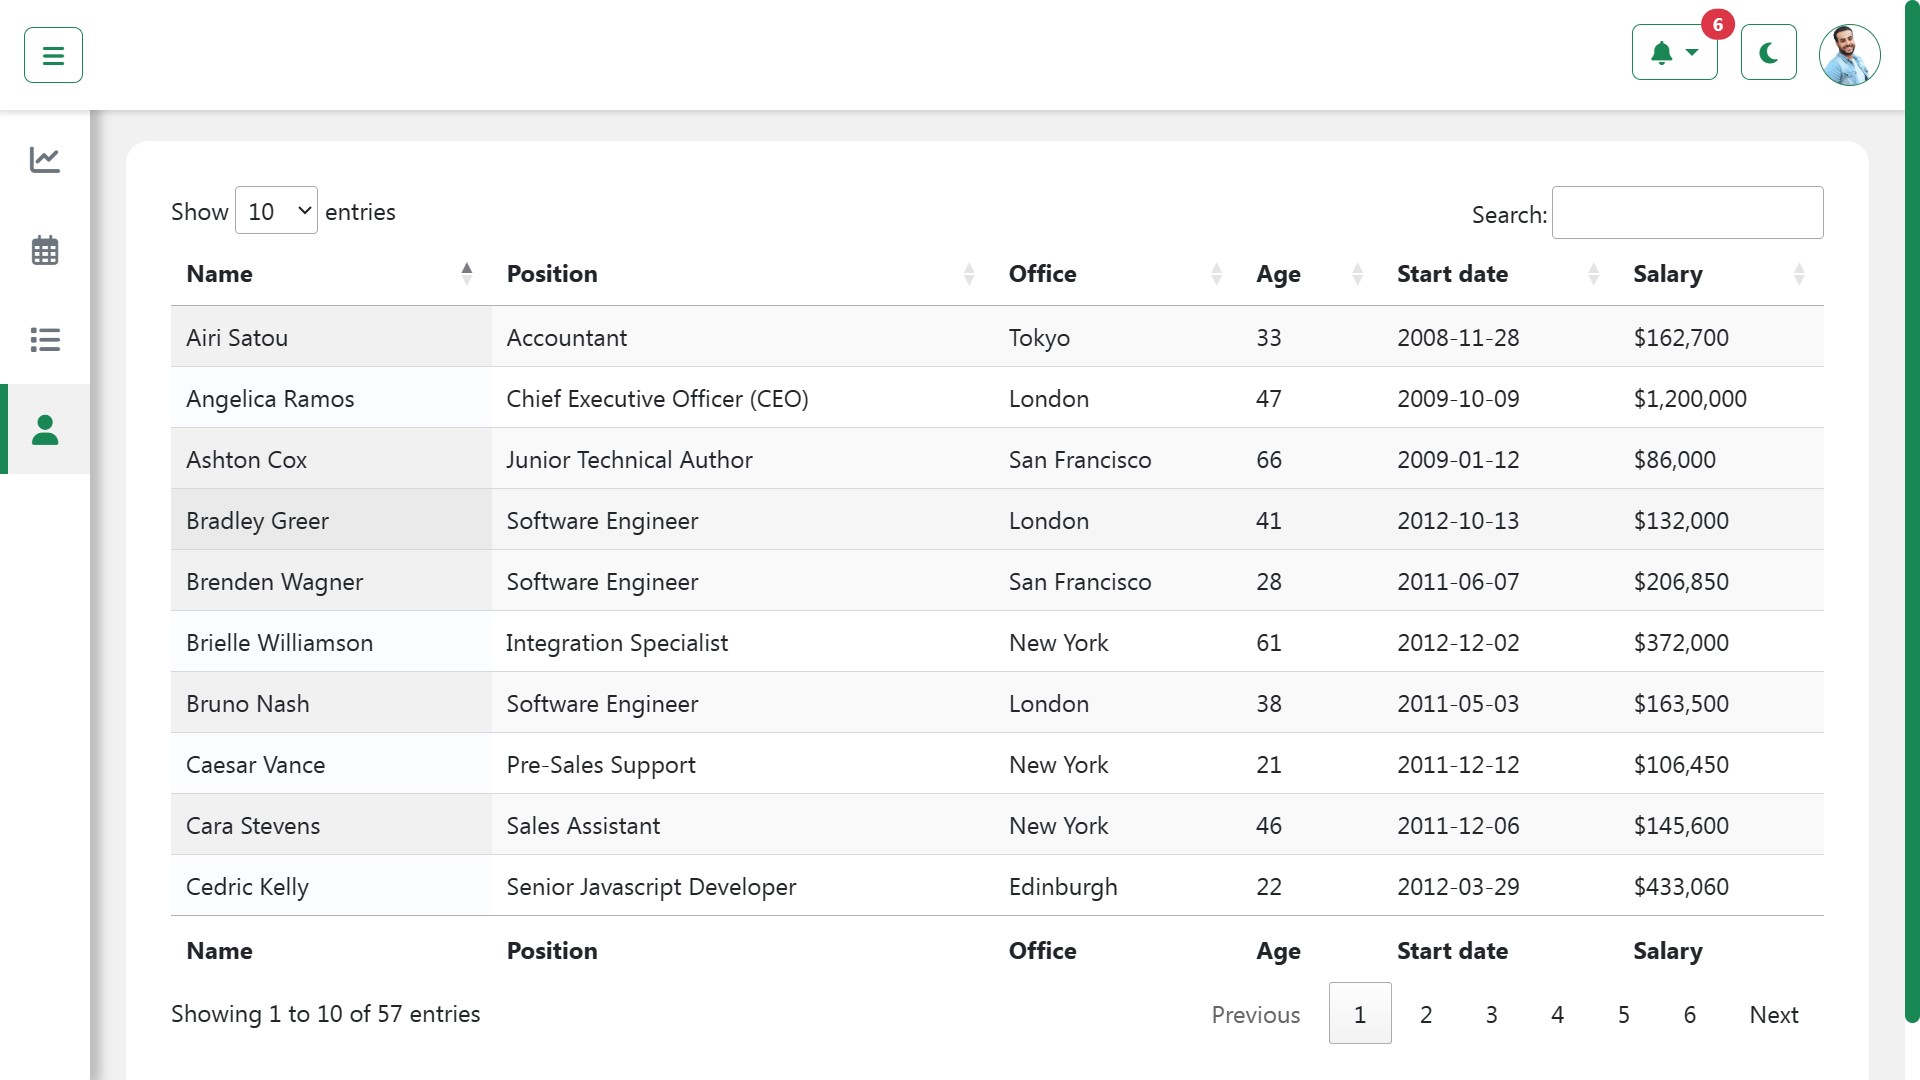 6
Show 10 entries
Search:
Name Position Office Age Start date Salary
Airi Satou Accountant Tokyo 33 2008-11-28 $162,700
Angelica Ramos Chief Executive Officer (CEO) London 47 2009-10-09 $1,200,000
Ashton Cox Junior Technical Author San Francisco 66 2009-01-12 $86,000
Bradley Greer Software Engineer London 41 2012-10-13 $132,000
Brenden Wagner Software Engineer San Francisco 28 2011-06-07 $206,850
Brielle Williamson Integration Specialist New York 61 2012-12-02 $372,000
Bruno Nash Software Engineer London 38 2011-05-03 $163,500
Caesar Vance Pre-Sales Support New York 21 2011-12-12 $106,450
Cara Stevens Sales Assistant New York 46 2011-12-06 $145,600
Cedric Kelly Senior Javascript Developer Edinburgh 22 2012-03-29 $433,060
Name Position Office Age Start date Salary
Showing 1 to 10 of 57 entries
Previous 1 2 3 4 5 6 Next